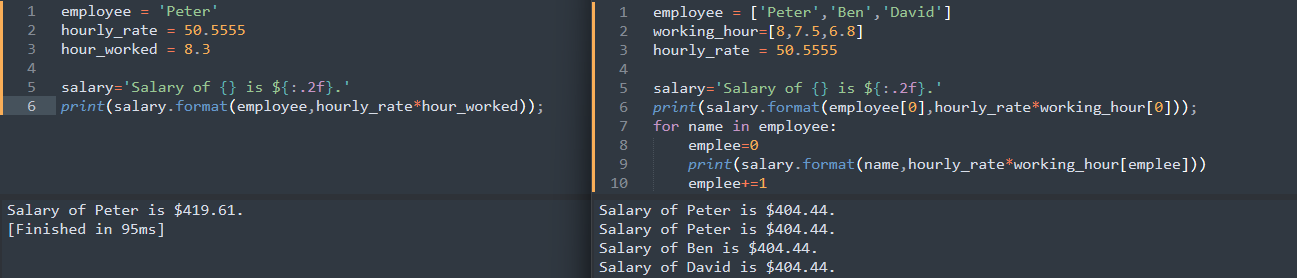 1 employee = 'Peter'
2 hourly_rate = 50.5555
3 hour_worked = 8.3
4
5 salary='Salary of {} is ${:.2f}.'
6 print(salary.format(employee,hourly_rate*hour_worked));
Salary of Peter is $419.61.
[Finished in 95ms]
1 employee = ['Peter','Ben','David']
2 working_hour=[8,7.5,6.8]
3 hourly_rate = 50.5555
4
5 salary='Salary of {} is ${:.2f}.'
6 print(salary.format(employee[0],hourly_rate*working_hour[0]));
7 for name in employee:
8     emplee=0
9     print(salary.format(name,hourly_rate*working_hour[emplee]))
10     emplee+=1
Salary of Peter is $404.44.
Salary of Peter is $404.44.
Salary of Ben is $404.44.
Salary of David is $404.44.